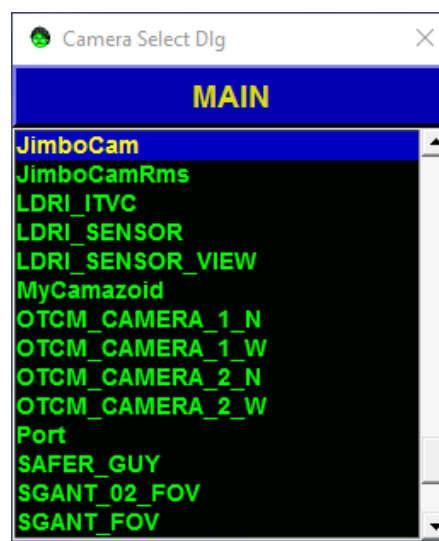 Camera Select Dlg
MAIN
JimboCam
JimboCamRms
LDRI_ITVC
LDRI_SENSOR
LDRI_SENSOR_VIEW
MyCamazoid
OTCM_CAMERA_1_N
OTCM_CAMERA_1_W
OTCM_CAMERA_2_N
OTCM_CAMERA_2_W
Port
SAFER_GUY
SGANT_02_FOV
SGANT_FOV